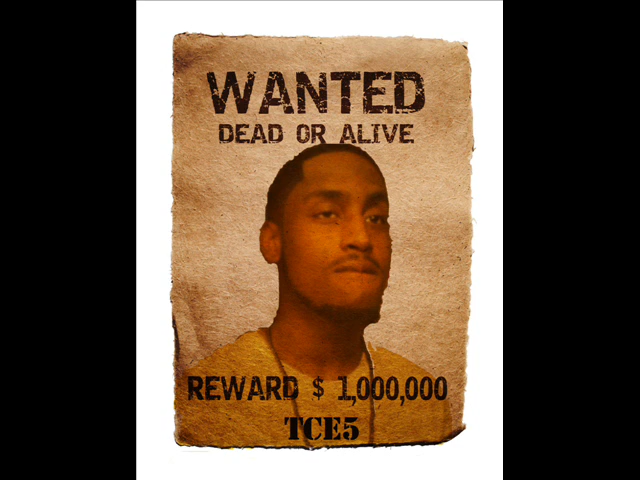 WANTED
DEAD OR ALIVE
REWARD $ 1,000,000
TCE5